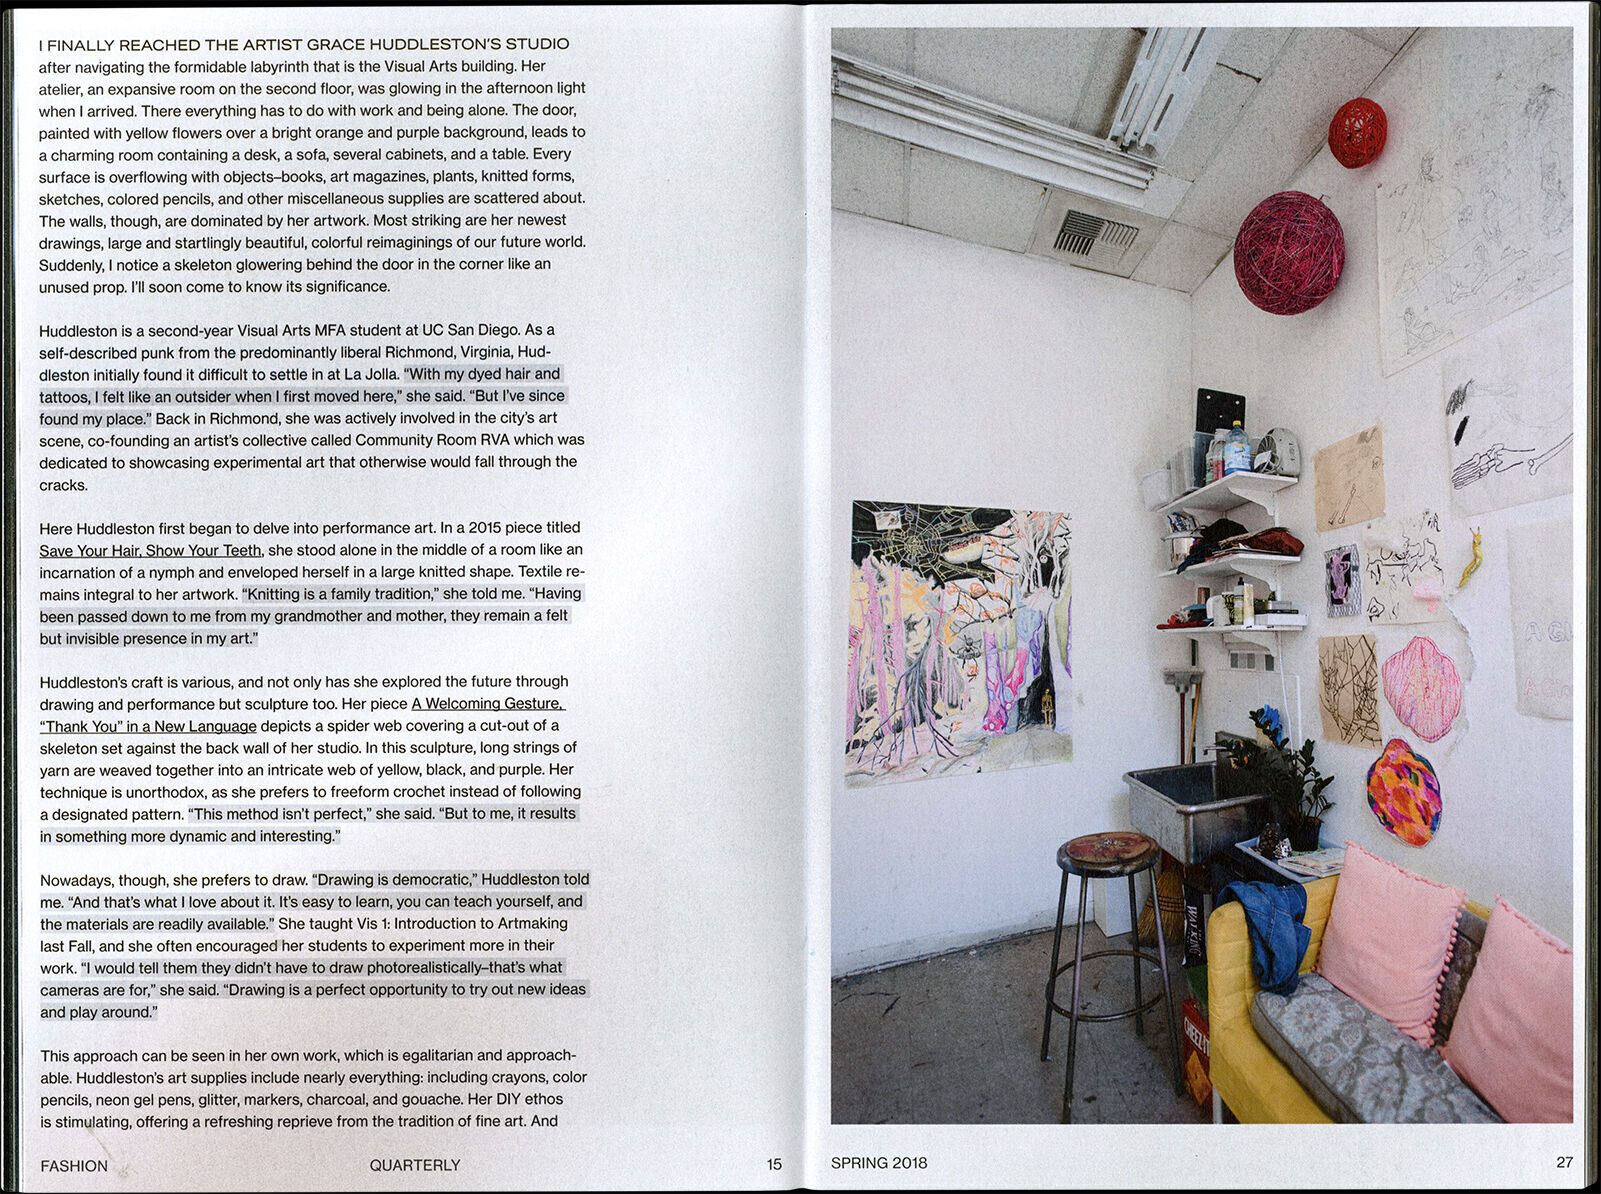 I FINALLY REACHED THE ARTIST GRACE HUDDLESTON’S STUDIO
after navigating the formidable labyrinth that is the Visual Arts building. Her
atelier, an expansive room on the second floor, was glowing in the afternoon light
when I arrived. There everything has to do with work and being alone. The door,
painted with yellow flowers over a bright orange and purple background, leads to
a charming room containing a desk, a sofa, several cabinets, and a table. Every
surface is overflowing with objects–books, art magazines, plants, knitted forms,
sketches, colored pencils, and other miscellaneous supplies are scattered about.
The walls, though, are dominated by her artwork. Most striking are her newest
drawings, large and startlingly beautiful, colorful reimaginings of our future world.
Suddenly, I notice a skeleton glowering behind the door in the corner like an
unused prop. I’ll soon come to know its significance.
Huddleston is a second-year Visual Arts MFA student at UC San Diego. As a
self-described punk from the predominantly liberal Richmond, Virginia, Hud-
dleston initially found it difficult to settle in at La Jolla. “With my dyed hair and
tattoos, I felt like an outsider when I first moved here,” she said. “But I’ve since
found my place.” Back in Richmond, she was actively involved in the city’s art
scene, co-founding an artist’s collective called Community Room RVA which was
dedicated to showcasing experimental art that otherwise would fall through the
cracks.
Here Huddleston first began to delve into performance art. In a 2015 piece titled
Save Your Hair, Show Your Teeth, she stood alone in the middle of a room like an
incarnation of a nymph and enveloped herself in a large knitted shape. Textile re-
mains integral to her artwork. “Knitting is a family tradition,” she told me. “Having
been passed down to me from my grandmother and mother, they remain a felt
but invisible presence in my art.”
Huddleston’s craft is various, and not only has she explored the future through
drawing and performance but sculpture too. Her piece A Welcoming Gesture,
“Thank You” in a New Language depicts a spider web covering a cut-out of a
skeleton set against the back wall of her studio. In this sculpture, long strings of
yarn are weaved together into an intricate web of yellow, black, and purple. Her
technique is unorthodox, as she prefers to freeform crochet instead of following
a designated pattern. “This method isn’t perfect,” she said. “But to me, it results
in something more dynamic and interesting.”
Nowadays, though, she prefers to draw. “Drawing is democratic,” Huddleston told
me. “And that’s what I love about it. It’s easy to learn, you can teach yourself, and
the materials are readily available.” She taught Vis 1: Introduction to Artmaking
last Fall, and she often encouraged her students to experiment more in their
work. “I would tell them they didn’t have to draw photorealistically–that’s what
cameras are for,” she said. “Drawing is a perfect opportunity to try out new ideas
and play around.”
This approach can be seen in her own work, which is egalitarian and approach-
able. Huddleston’s art supplies include nearly everything: including crayons, color
pencils, neon gel pens, glitter, markers, charcoal, and gouache. Her DIY ethos
is stimulating, offering a refreshing reprieve from the tradition of fine art. And
FASHION QUARTERLY 15
WALKING
CHEEZ-IT
SPRING 2018 27